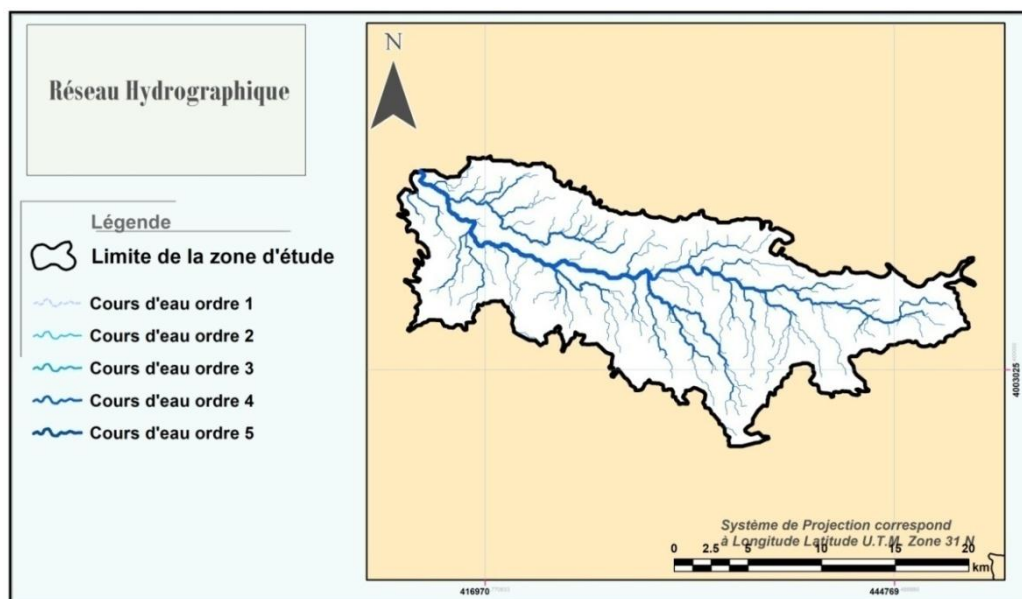 Réseau Hydrographique
Légende
Limite de la zone d'étude
Cours d'eau ordre 1
Cours d'eau ordre 2
Cours d'eau ordre 3
Cours d'eau ordre 4
Cours d'eau ordre 5
N
4003025
Système de Projection correspond
à Longitude Latitude U.T.M. Zone 31 N
0 2.5 5 10 15 20
km
416970
444769